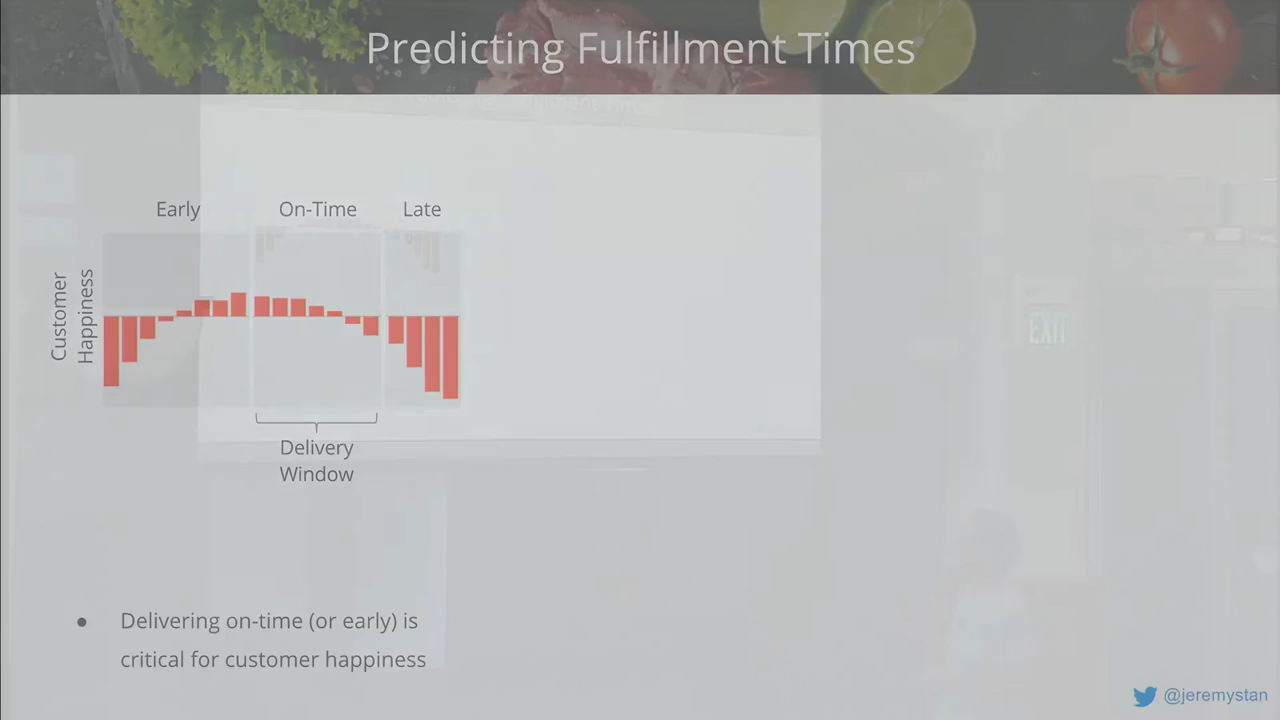 Predicting Fulfillment Times
Early
On-Time
Late
Customer
Happiness
Delivery
Window
EXIT
● Delivering on-time (or early) is
critical for customer happiness
@jeremystan